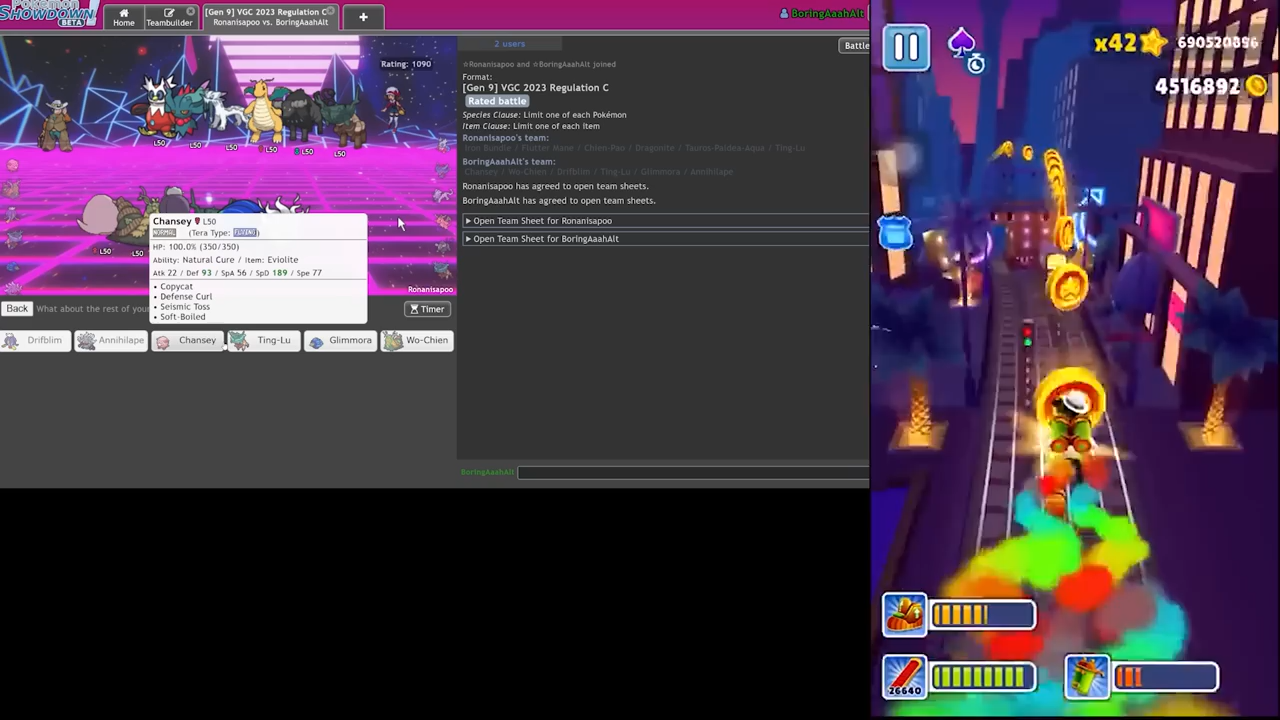 Pokémon
SHOWDOWN!
BETA
Home
Teambuilder
[Gen 9] VGC 2023 Regulation C
Ronanisapoo vs. BoringAaahAlt
+
BoringAaahAlt
Rating: 1090
L50
L50
L50
L50
L50
L50
L50
L50
Chansey L50
NORMAL (Tera Type: FLYING)
HP: 100.0% (350/350)
Ability: Natural Cure / Item: Eviolite
Atk 22 / Def 93 / SpA 56 / SpD 189 / Spe 77
• Copycat
• Defense Curl
• Seismic Toss
• Soft-Boiled
Ronanisapoo
Back
What about the rest of your
Timer
Drifblim
Annihilape
Chansey
Ting-Lu
Glimmora
Wo-Chien
2 users
Battle
☆Ronanisapoo and ☆BoringAaahAlt joined
Format:
[Gen 9] VGC 2023 Regulation C
Rated battle
Species Clause: Limit one of each Pokémon
Item Clause: Limit one of each item
Ronanisapoo's team:
Iron Bundle / Flutter Mane / Chien-Pao / Dragonite / Tauros-Paldea-Aqua / Ting-Lu
BoringAaahAlt's team:
Chansey / Wo-Chien / Drifblim / Ting-Lu / Glimmora / Annihilape
Ronanisapoo has agreed to open team sheets.
BoringAaahAlt has agreed to open team sheets.
▶ Open Team Sheet for Ronanisapoo
▶ Open Team Sheet for BoringAaahAlt
BoringAaahAlt
x42
690520896
4516892
26640